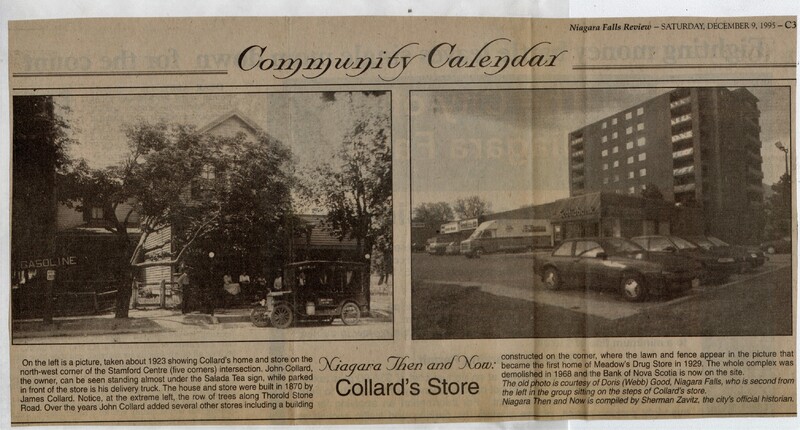 Niagara Falls Review – SATURDAY, DECEMBER 9, 1995 – C3
Community Calendar
GASOLINE
On the left is a picture, taken about 1923 showing Collard's home and store on the
north-west corner of the Stamford Centre (five corners) intersection. John Collard,
the owner, can be seen standing almost under the Salada Tea sign, while parked
in front of the store is his delivery truck. The house and store were built in 1870 by
James Collard. Notice, at the extreme left, the row of trees along Thorold Stone
Road. Over the years John Collard added several other stores including a building
Niagara Then and Now:
Collard's Store
constructed on the corner, where the lawn and fence appear in the picture that
became the first home of Meadow's Drug Store in 1929. The whole complex was
demolished in 1968 and the Bank of Nova Scotia is now on the site.
The old photo is courtesy of Doris (Webb) Good, Niagara Falls, who is second from
the left in the group sitting on the steps of Collard's store.
Niagara Then and Now is compiled by Sherman Zavitz, the city's official historian.